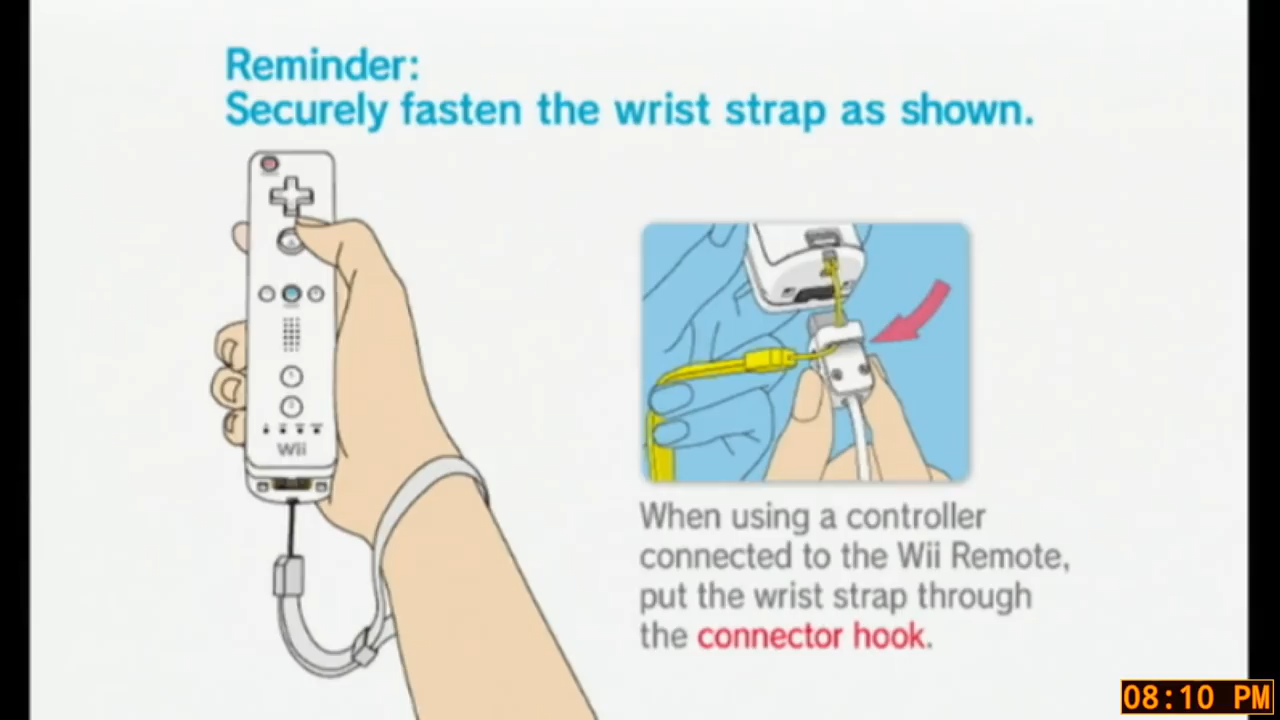 Reminder:
Securely fasten the wrist strap as shown.
Wii
When using a controller
connected to the Wii Remote,
put the wrist strap through
the connector hook.
08:10 PM